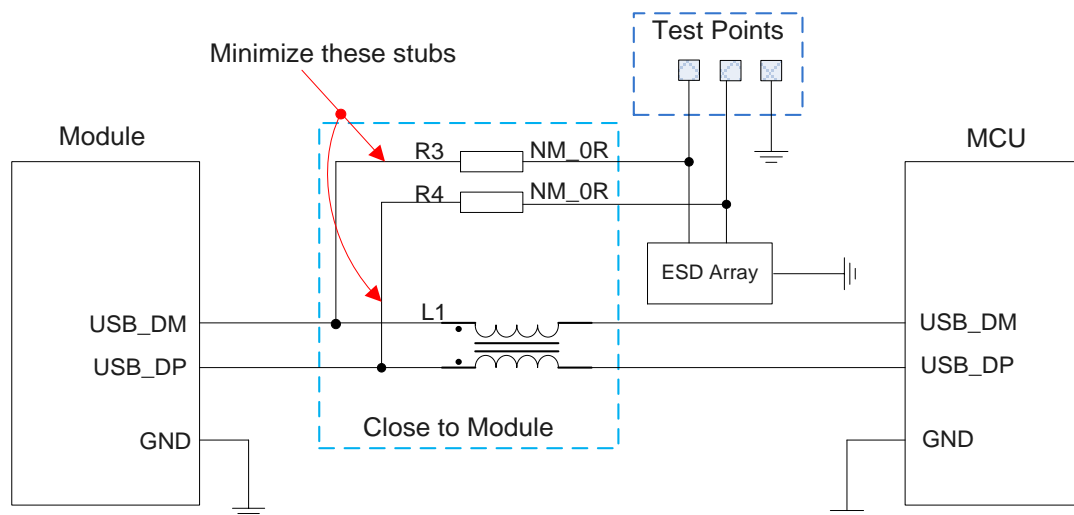 Test Points
Minimize these stubs
Module
MCU
R3
NM_0R
R4
NM_0R
ESD Array
USB_DM
L1
USB_DM
USB_DP
USB_DP
Close to Module
GND
GND